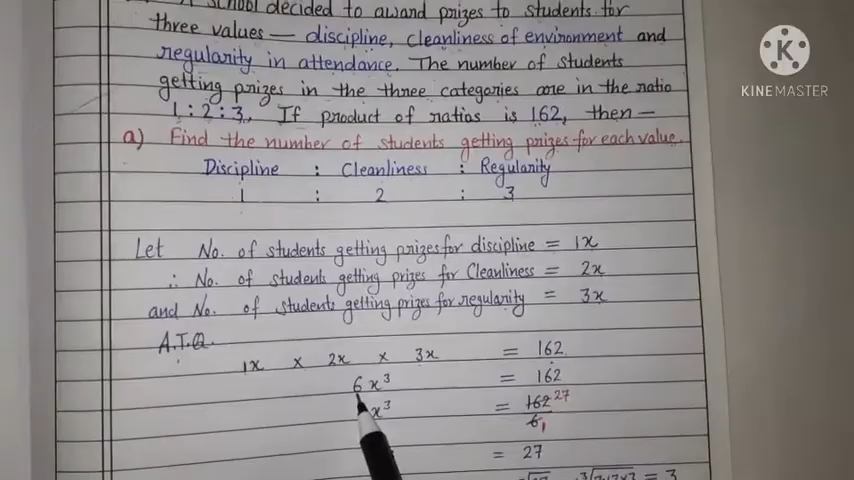 school decided to award prizes to students for
three values — discipline, cleanliness of environment and
regularity in attendance. The number of students
getting prizes in the three categories are in the ratio
1:2:3. If product of ratios is 162, then —
a) Find the number of students getting prizes for each value.
Discipline : Cleanliness : Regularity
1 : 2 : 3
Let No. of students getting prizes for discipline = 1x
∴ No. of students getting prizes for Cleanliness = 2x
and No. of students getting prizes for regularity = 3x
A.T.Q.
1x × 2x × 3x = 162
6x³ = 162
x³ = 162 27
6 1
= 27
= 3
K
KINEMASTER